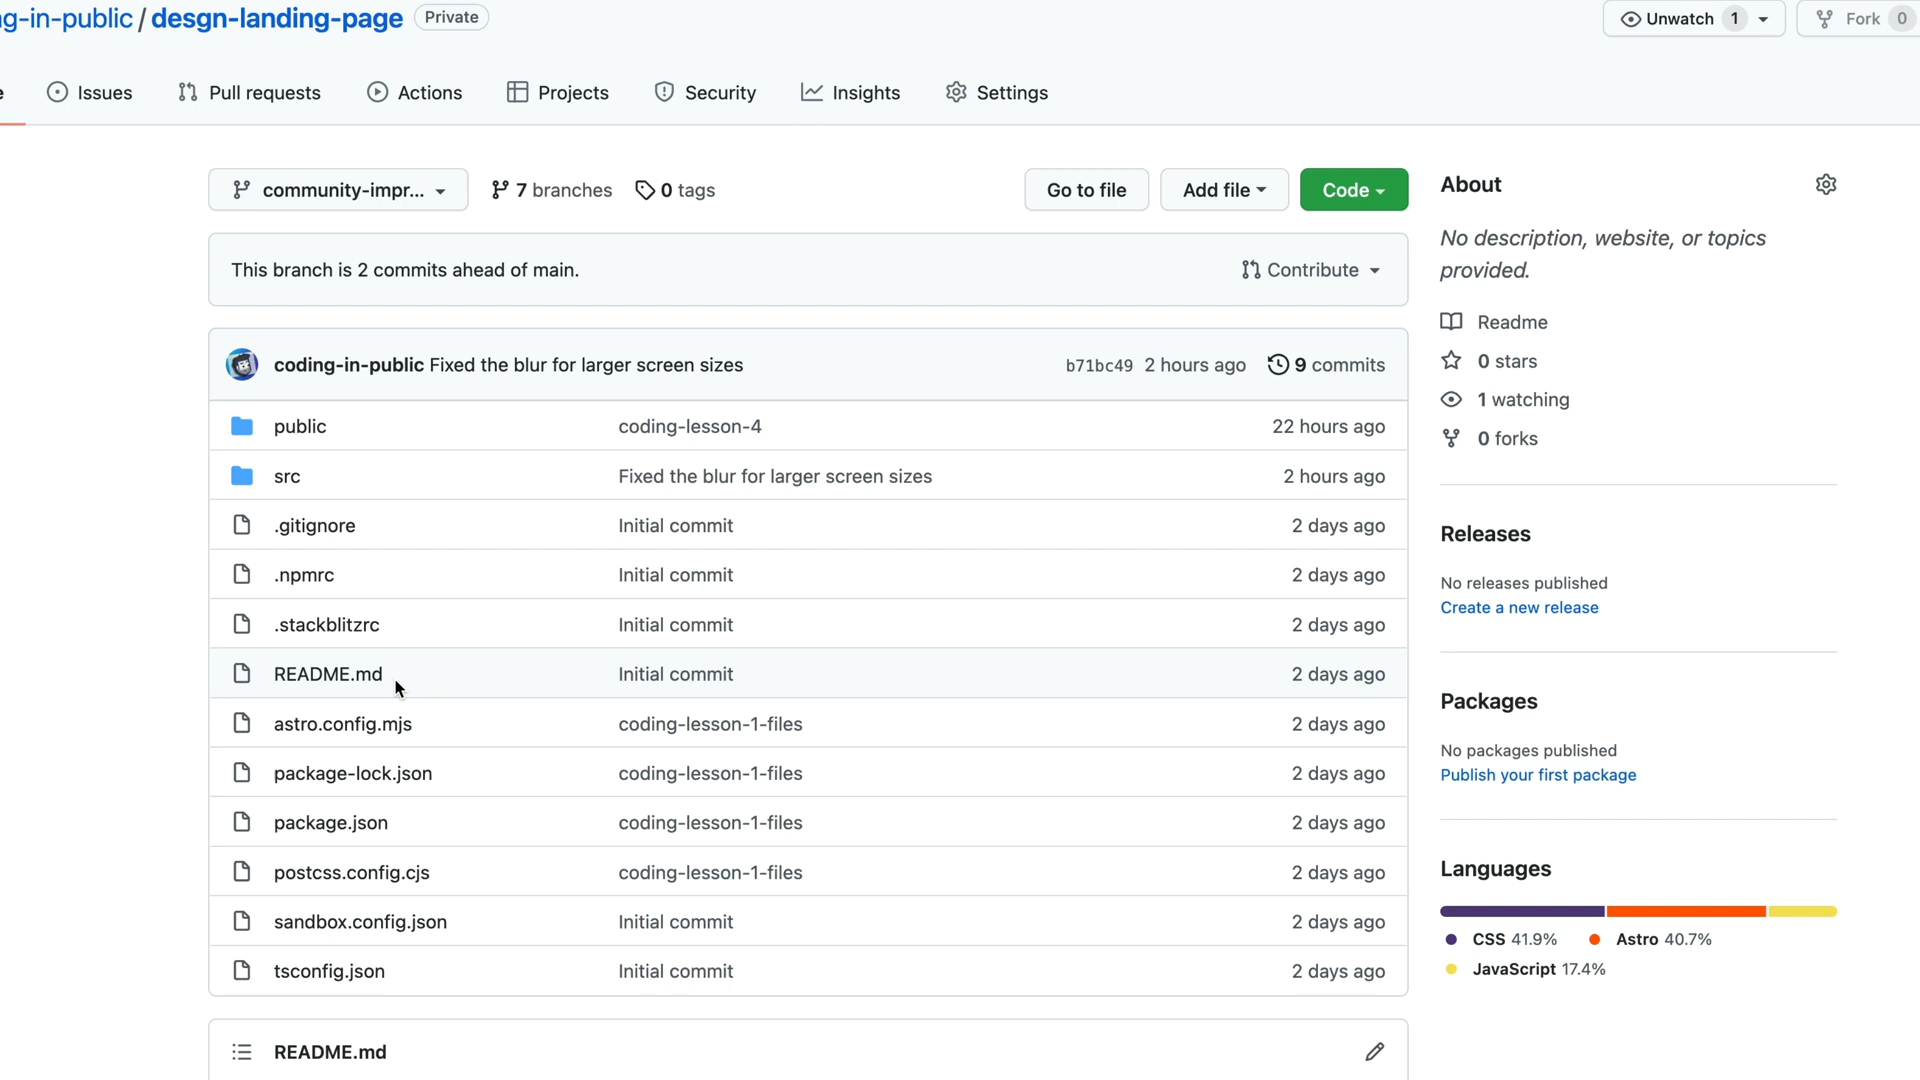 g-in-public / desgn-landing-page Private Unwatch 1 Fork 0
e Issues Pull requests Actions Projects Security Insights Settings
community-impr... 7 branches 0 tags Go to file Add file Code
This branch is 2 commits ahead of main. Contribute
coding-in-public Fixed the blur for larger screen sizes b71bc49 2 hours ago 9 commits
public coding-lesson-4 22 hours ago
src Fixed the blur for larger screen sizes 2 hours ago
.gitignore Initial commit 2 days ago
.npmrc Initial commit 2 days ago
.stackblitzrc Initial commit 2 days ago
README.md Initial commit 2 days ago
astro.config.mjs coding-lesson-1-files 2 days ago
package-lock.json coding-lesson-1-files 2 days ago
package.json coding-lesson-1-files 2 days ago
postcss.config.cjs coding-lesson-1-files 2 days ago
sandbox.config.json Initial commit 2 days ago
tsconfig.json Initial commit 2 days ago
README.md
About
No description, website, or topics
provided.
Readme
0 stars
1 watching
0 forks
Releases
No releases published
Create a new release
Packages
No packages published
Publish your first package
Languages
CSS 41.9% Astro 40.7%
JavaScript 17.4%